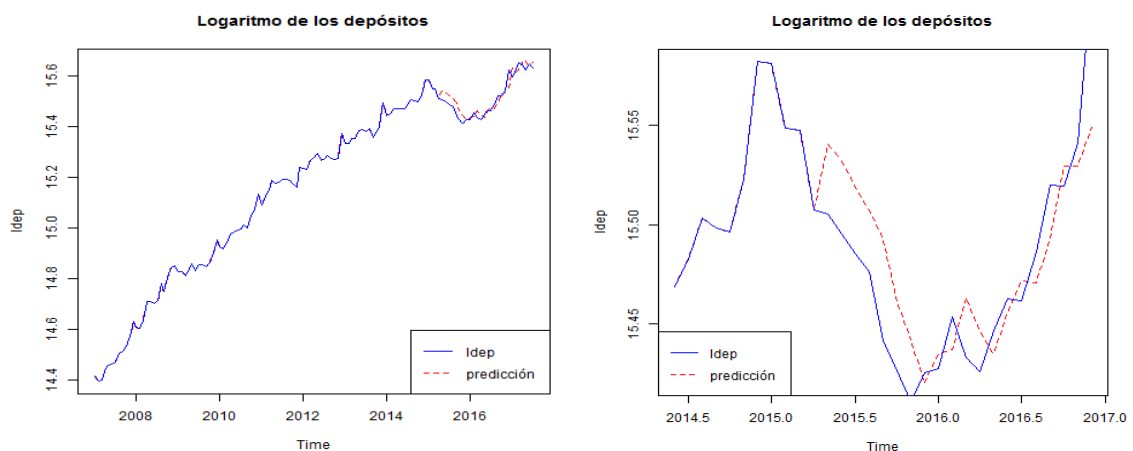 Logaritmo de los depósitos
ldep
15.6
15.4
15.2
15.0
14.8
14.6
14.4
ldep
predicción
2008
2010
2012
2014
2016
Time
Logaritmo de los depósitos
ldep
15.55
15.50
15.45
ldep
predicción
2014.5
2015.0
2015.5
2016.0
2016.5
2017.0
Time